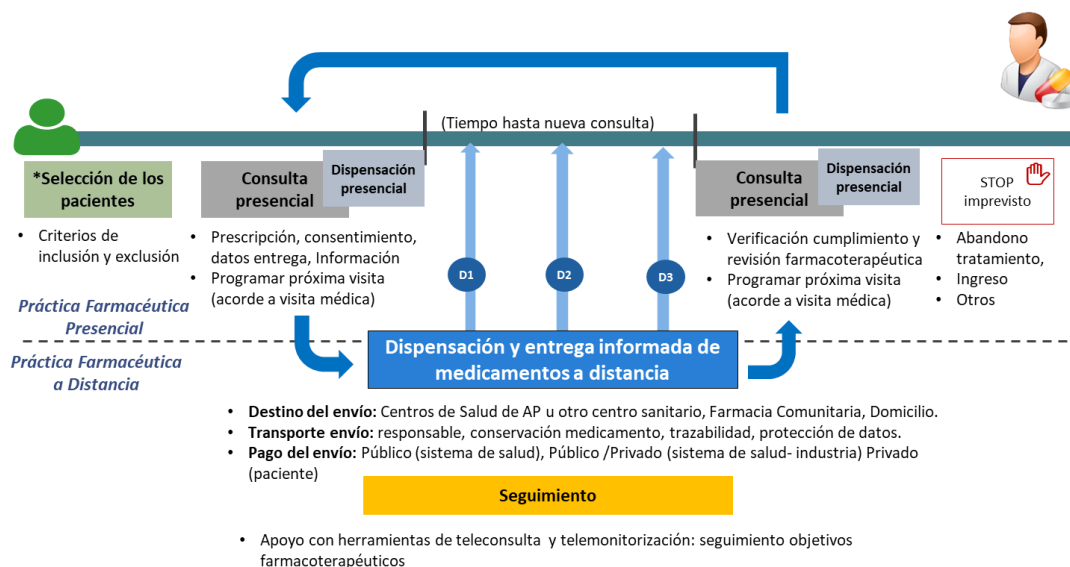 (Tiempo hasta nueva consulta)
*Selección de los
pacientes
• Criterios de
inclusión y exclusión
Consulta
presencial
Dispensación
presencial
• Prescripción, consentimiento,
datos entrega, Información
• Programar próxima visita
(acorde a visita médica)
D1
D2
D3
Consulta
presencial
Dispensación
presencial
• Verificación cumplimiento y
revisión farmacoterapéutica
• Programar próxima visita
(acorde a visita médica)
STOP
imprevisto
• Abandono
tratamiento,
• Ingreso
• Otros
Práctica Farmacéutica
Presencial
Práctica Farmacéutica
a Distancia
Dispensación y entrega informada de
medicamentos a distancia
• Destino del envío: Centros de Salud de AP u otro centro sanitario, Farmacia Comunitaria, Domicilio.
• Transporte envío: responsable, conservación medicamento, trazabilidad, protección de datos.
• Pago del envío: Público (sistema de salud), Público /Privado (sistema de salud- industria) Privado
(paciente)
Seguimiento
• Apoyo con herramientas de teleconsulta y telemonitorización: seguimiento objetivos
farmacoterapéuticos